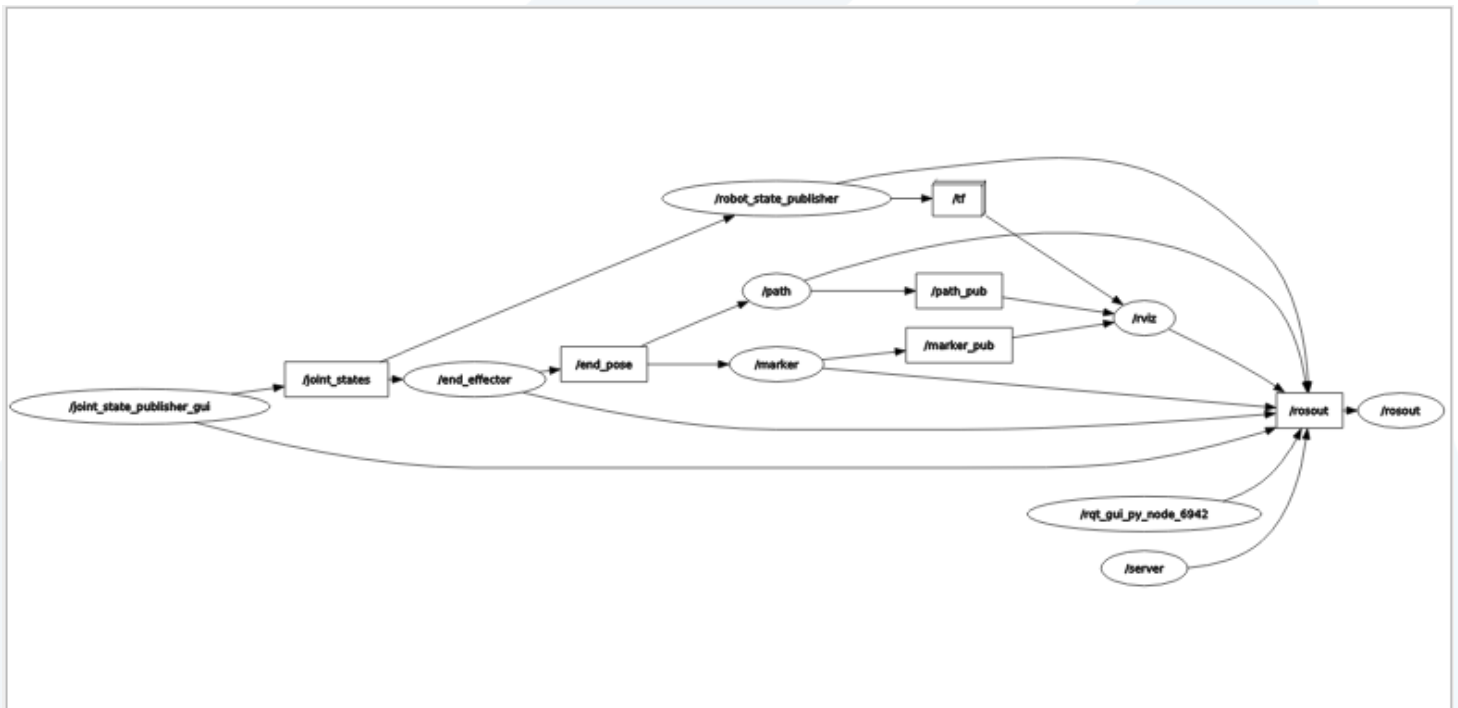 /robot_state_publisher
/tf
/path
/path_pub
/rviz
/marker_pub
/end_pose
/marker
/joint_states
/end_effector
/joint_state_publisher_gui
/rosout
/rosout
/rqt_gui_py_node_6942
/server